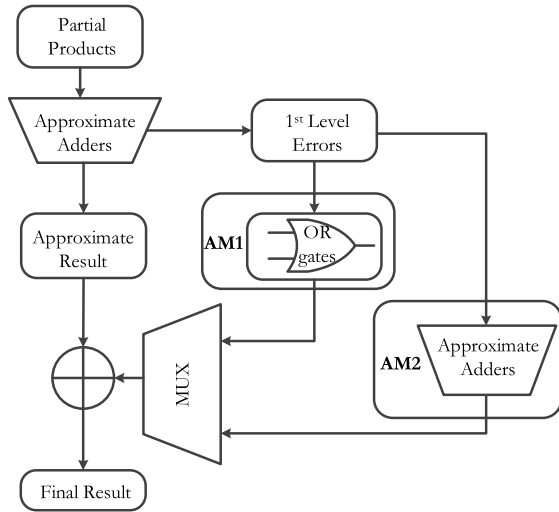 Partial
Products
Approximate
Adders
1st Level
Errors
Approximate
Result
AM1
OR
gates
AM2
Approximate
Adders
MUX
Final Result